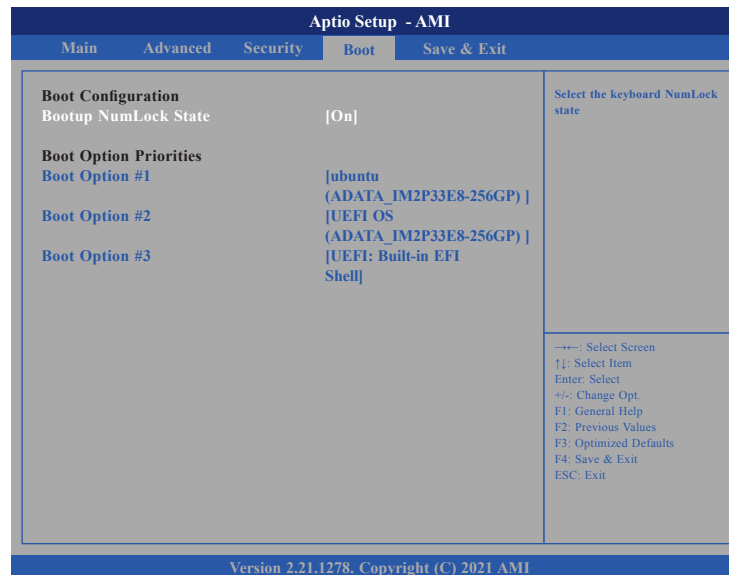 Aptio Setup - AMI
Main Advanced Security Boot Save & Exit
Boot Configuration
Bootup NumLock State [On]
Boot Option Priorities
Boot Option #1 [ubuntu
(ADATA_IM2P33E8-256GP) ]
Boot Option #2 [UEFI OS
(ADATA_IM2P33E8-256GP) ]
Boot Option #3 [UEFI: Built-in EFI
Shell]
Select the keyboard NumLock
state
→←: Select Screen
↑↓: Select Item
Enter: Select
+/-: Change Opt.
F1: General Help
F2: Previous Values
F3: Optimized Defaults
F4: Save & Exit
ESC: Exit
Version 2.21.1278. Copyright (C) 2021 AMI